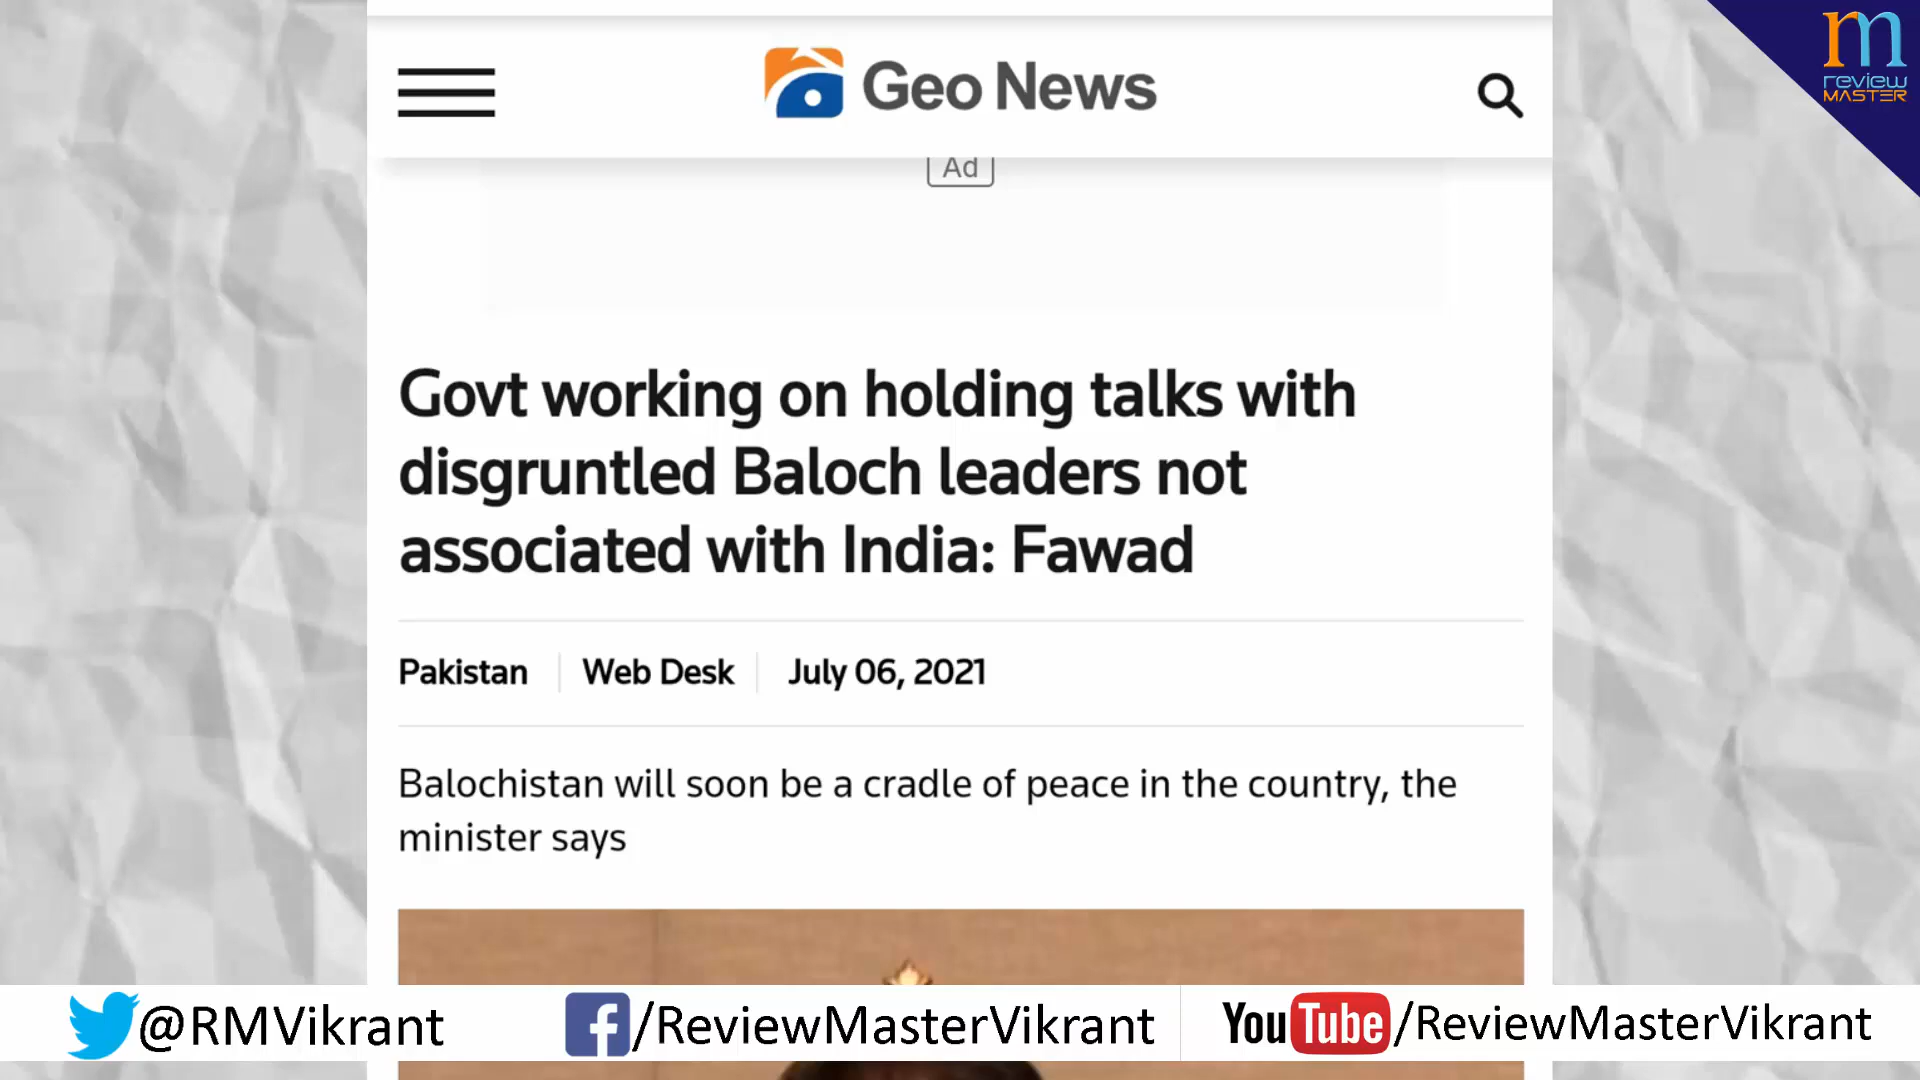 Geo News
m
review
MASTER
Ad
Govt working on holding talks with
disgruntled Baloch leaders not
associated with India: Fawad
Pakistan Web Desk July 06, 2021
Balochistan will soon be a cradle of peace in the country, the
minister says
@RMVikrant /ReviewMasterVikrant YouTube/ReviewMasterVikrant